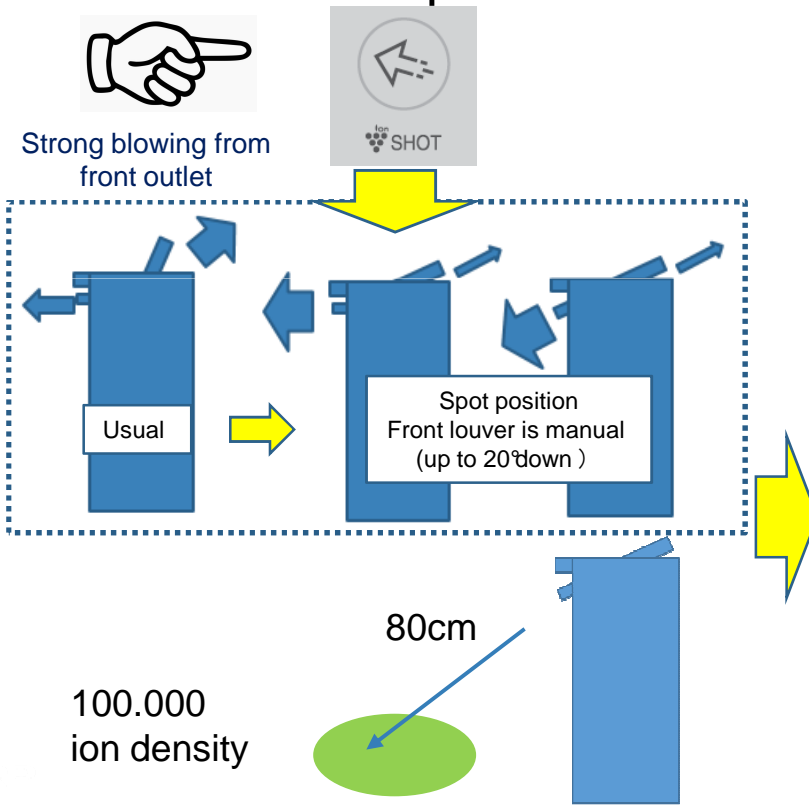 ion
SHOT
Strong blowing from
front outlet
Usual
Spot position
Front louver is manual
(up to 20°down）
80cm
100.000
ion density